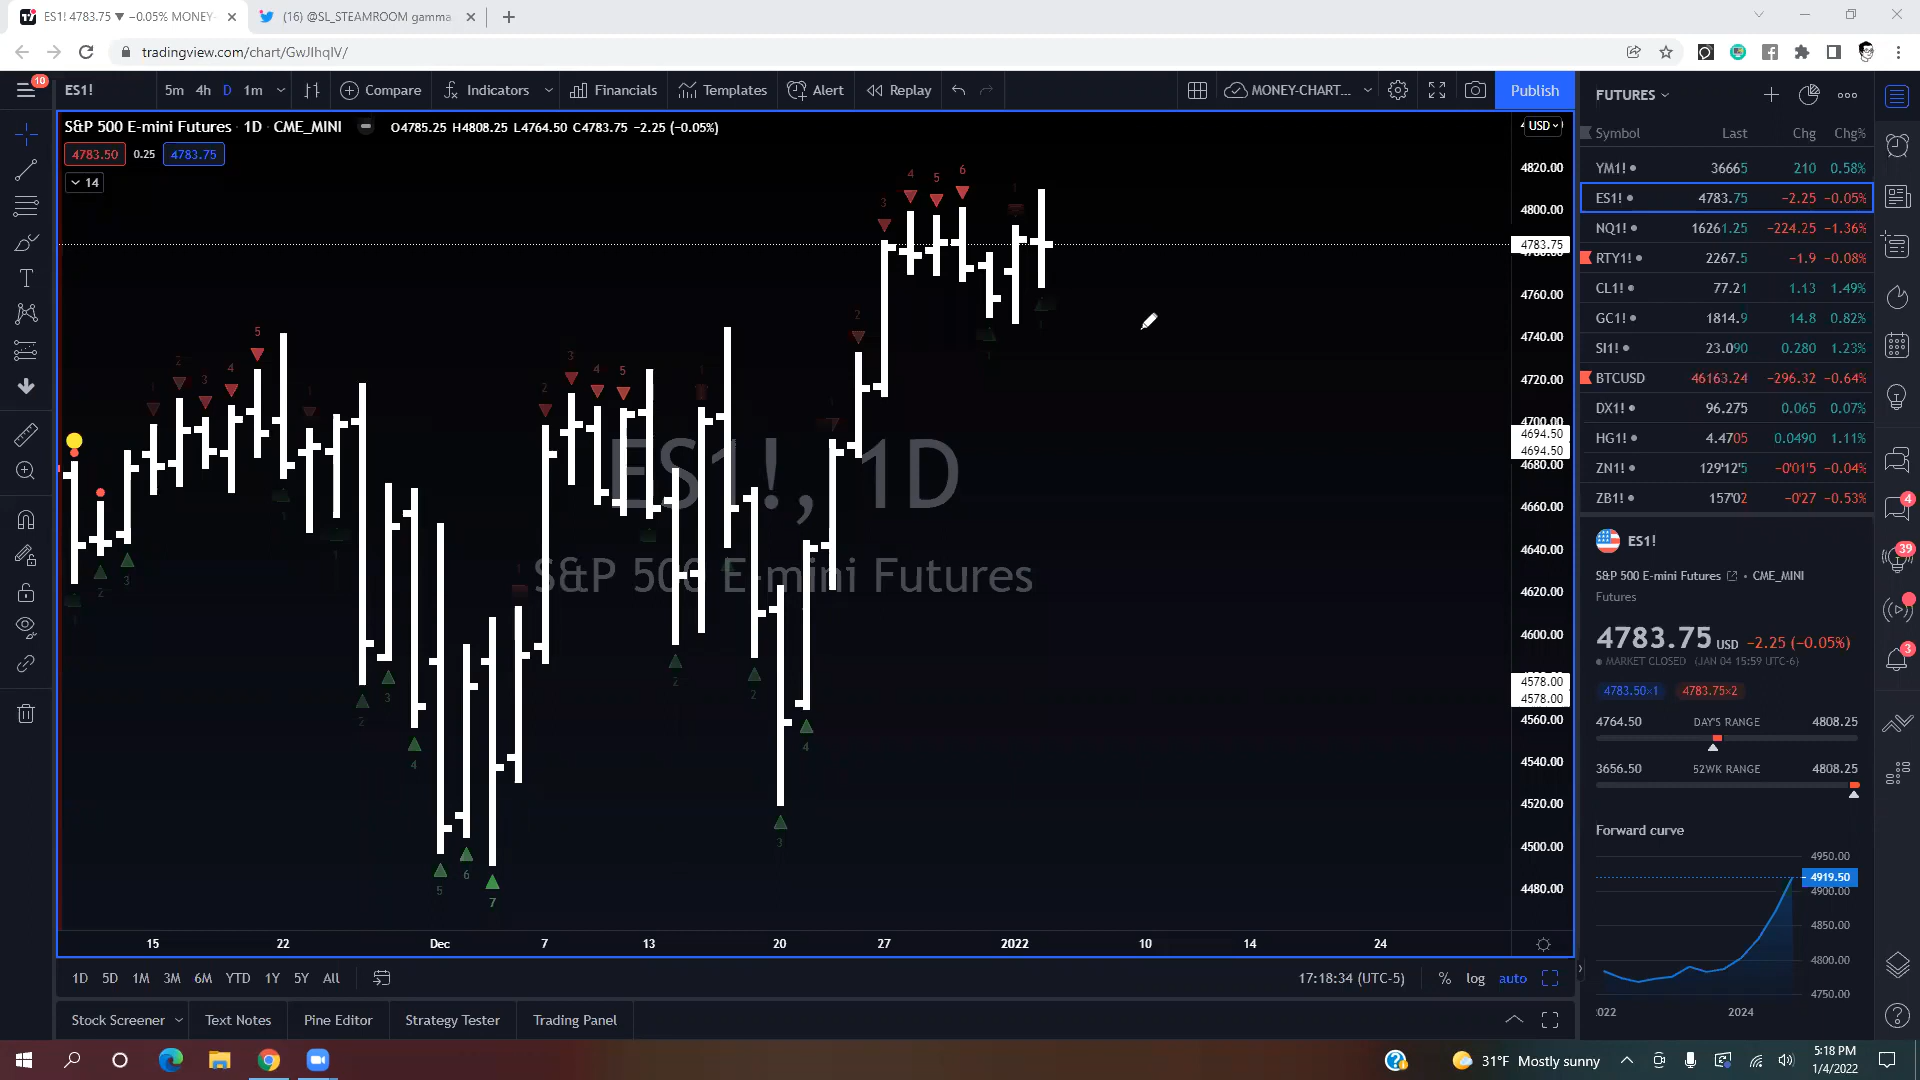 ES1! 4783.75 ▼ −0.05% MONEY-
(16) @SL_STEAMROOM gamma
tradingview.com/chart/GwJIhqIV/
10
ES1!
5m 4h D 1m
Compare
Indicators
Financials
Templates
Alert
Replay
MONEY-CHART...
Publish
S&P 500 E-mini Futures · 1D · CME_MINI
O4785.25 H4808.25 L4764.50 C4783.75 −2.25 (−0.05%)
4783.50 0.25 4783.75
14
USD
4820.00
4800.00
4783.75
4780.00
4760.00
4740.00
4720.00
4700.00
4694.50
4694.50
4680.00
4660.00
4640.00
4620.00
4600.00
4578.00
4578.00
4560.00
4540.00
4520.00
4500.00
4480.00
ES1!, 1D
S&P 500 E-mini Futures
15 22 Dec 7 13 20 27 2022 10 14 24
1D 5D 1M 3M 6M YTD 1Y 5Y All
17:18:34 (UTC-5) % log auto
Stock Screener Text Notes Pine Editor Strategy Tester Trading Panel
FUTURES
Symbol Last Chg Chg%
YM1! 36665 210 0.58%
ES1! 4783.75 −2.25 −0.05%
NQ1! 16261.25 −224.25 −1.36%
RTY1! 2267.5 −1.9 −0.08%
CL1! 77.21 1.13 1.49%
GC1! 1814.9 14.8 0.82%
SI1! 23.090 0.280 1.23%
BTCUSD 46163.24 −296.32 −0.64%
DX1! 96.275 0.065 0.07%
HG1! 4.4705 0.0490 1.11%
ZN1! 129'12'5 −0'01'5 −0.04%
ZB1! 157'02 −0'27 −0.53%
ES1!
S&P 500 E-mini Futures • CME_MINI
Futures
4783.75 USD −2.25 (−0.05%)
MARKET CLOSED (JAN 04 15:59 UTC-6)
4783.50×1 4783.75×2
4764.50 DAY'S RANGE 4808.25
3656.50 52WK RANGE 4808.25
Forward curve
4950.00
4919.50
4900.00
4850.00
4800.00
4750.00
2022 2024
4
39
3
31°F Mostly sunny
5:18 PM
1/4/2022